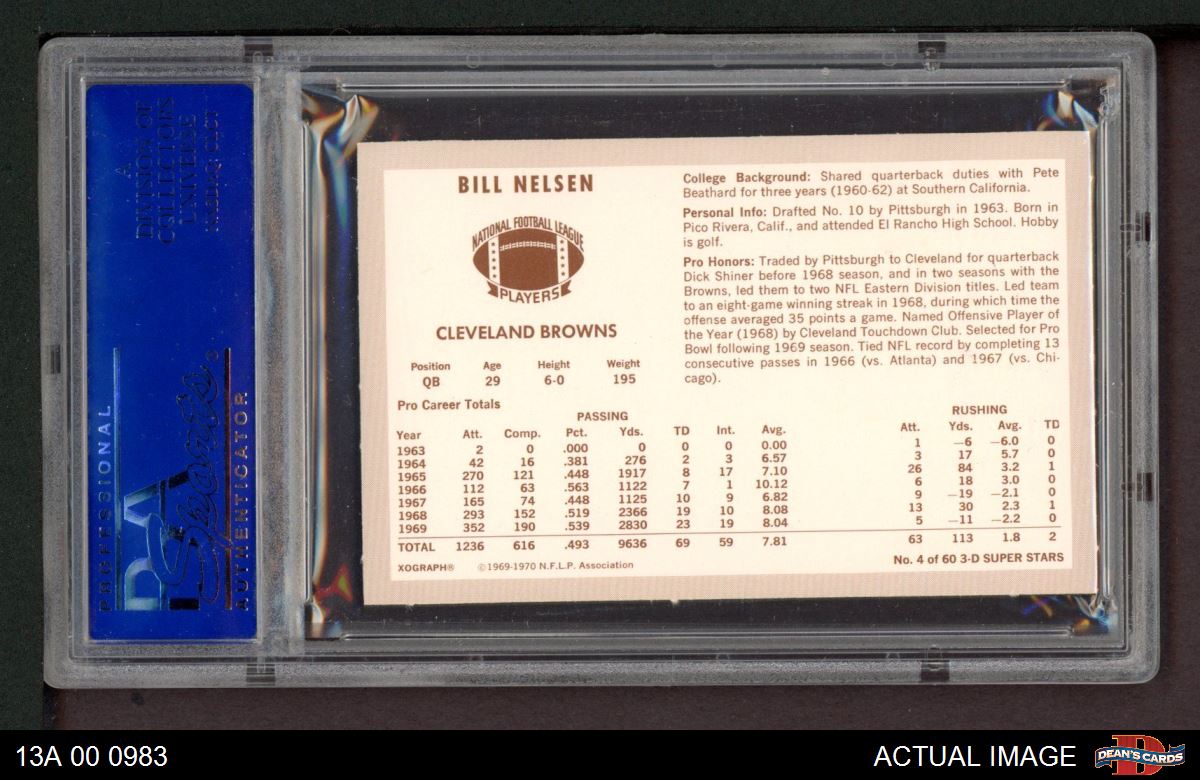 A
DIVISION OF
COLLECTORS
UNIVERSE
NASDAQ: CLCT
PROFESSIONAL
PSA
Sports
AUTHENTICATOR
BILL NELSEN
NATIONAL FOOTBALL LEAGUE
PLAYERS
CLEVELAND BROWNS
Position Age Height Weight
QB 29 6-0 195
College Background: Shared quarterback duties with Pete
Beathard for three years (1960-62) at Southern California.
Personal Info: Drafted No. 10 by Pittsburgh in 1963. Born in
Pico Rivera, Calif., and attended El Rancho High School. Hobby
is golf.
Pro Honors: Traded by Pittsburgh to Cleveland for quarterback
Dick Shiner before 1968 season, and in two seasons with the
Browns, led them to two NFL Eastern Division titles. Led team
to an eight-game winning streak in 1968, during which time the
offense averaged 35 points a game. Named Offensive Player of
the Year (1968) by Cleveland Touchdown Club. Selected for Pro
Bowl following 1969 season. Tied NFL record by completing 13
consecutive passes in 1966 (vs. Atlanta) and 1967 (vs. Chi-
cago).
Pro Career Totals
PASSING RUSHING
Year Att. Comp. Pct. Yds. TD Int. Avg. Att. Yds. Avg. TD
1963 2 0 .000 0 0 0 0.00 1 —6 —6.0 0
1964 42 16 .381 276 2 3 6.57 3 17 5.7 0
1965 270 121 .448 1917 8 17 7.10 26 84 3.2 1
1966 112 63 .563 1122 7 1 10.12 6 18 3.0 0
1967 165 74 .448 1125 10 9 6.82 9 —19 —2.1 0
1968 293 152 .519 2366 19 10 8.08 13 30 2.3 1
1969 352 190 .539 2830 23 19 8.04 5 —11 —2.2 0
TOTAL 1236 616 .493 9636 69 59 7.81 63 113 1.8 2
XOGRAPH® ©1969-1970 N.F.L.P. Association No. 4 of 60 3-D SUPER STARS
13A 00 0983 ACTUAL IMAGE DEAN'S CARDS